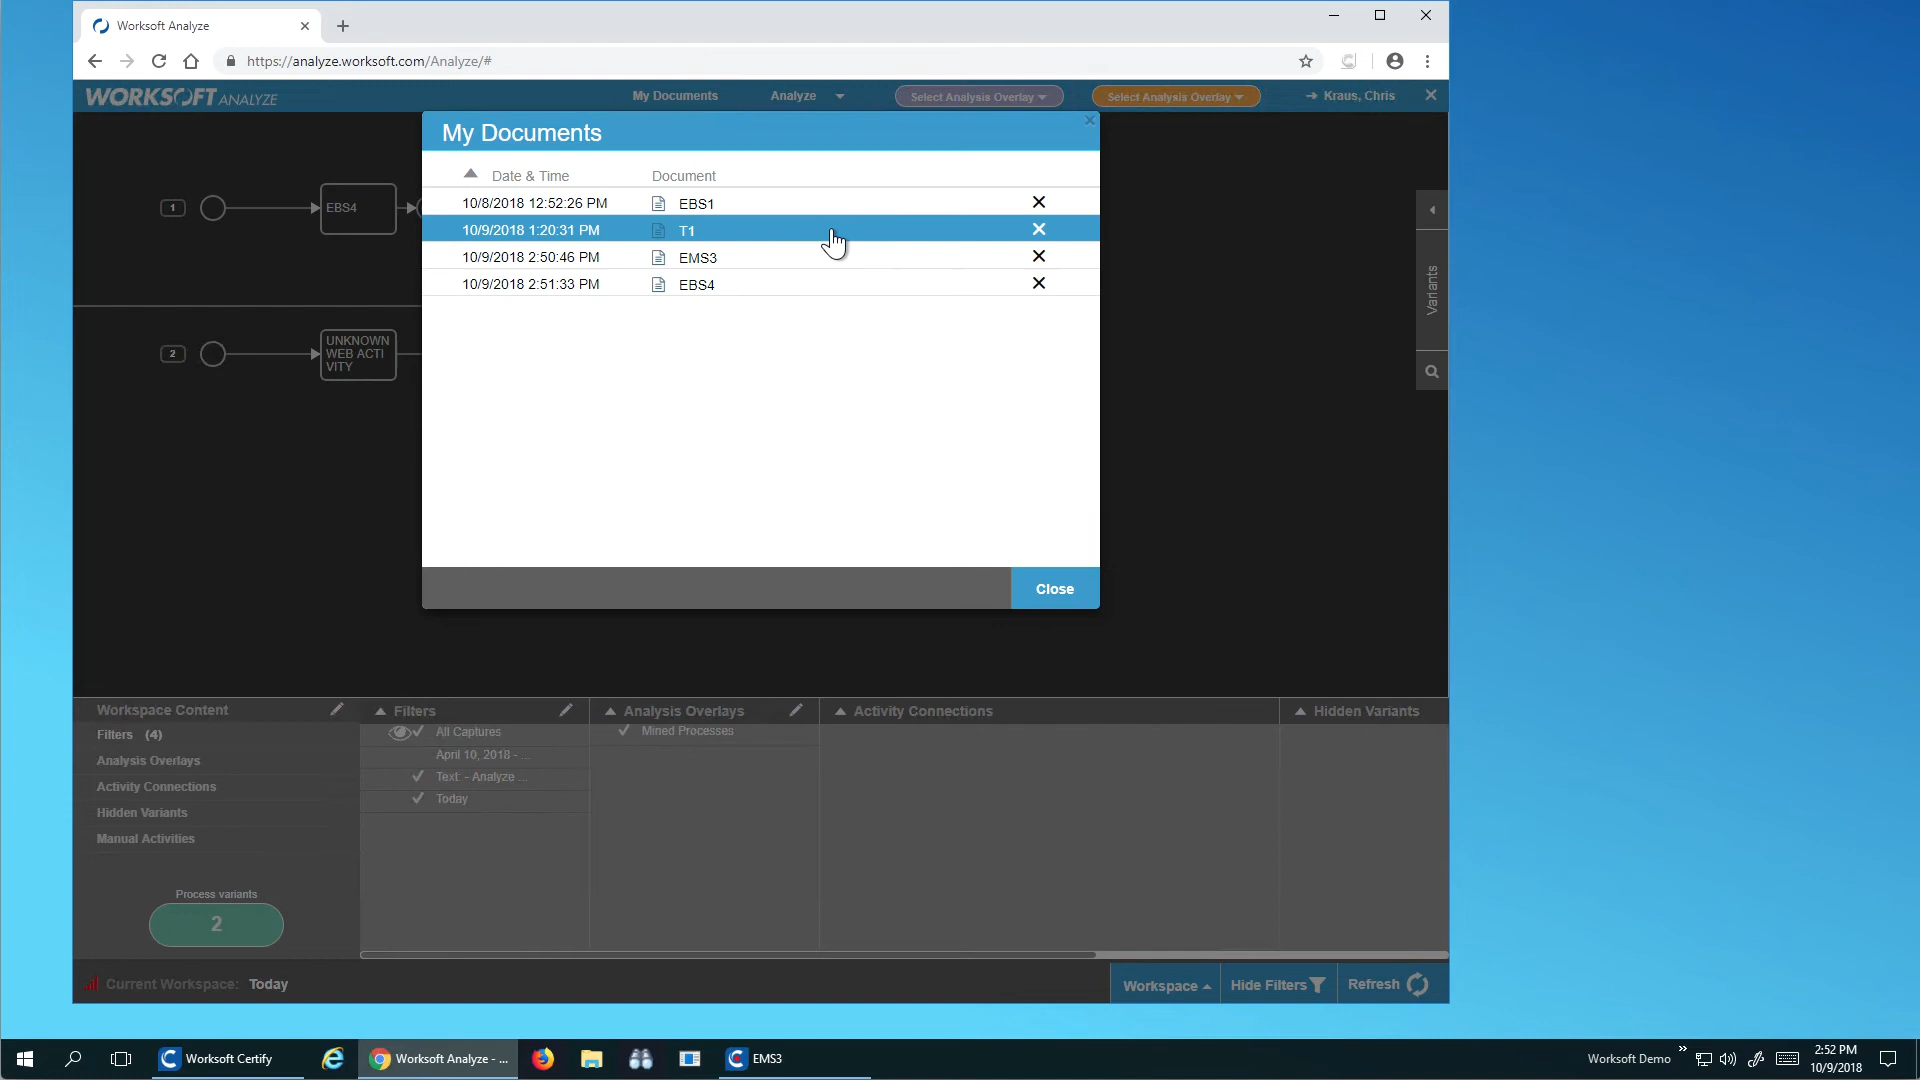 Worksoft Analyze
https://analyze.worksoft.com/Analyze/#
WORKSOFT ANALYZE
My Documents
Analyze
Select Analysis Overlay
Select Analysis Overlay
Kraus, Chris
My Documents
Date & Time
Document
10/8/2018 12:52:26 PM
EBS1
10/9/2018 1:20:31 PM
T1
10/9/2018 2:50:46 PM
EMS3
10/9/2018 2:51:33 PM
EBS4
Close
1
EBS4
2
UNKNOWN
WEB ACTI
VITY
Variants
Workspace Content
Filters (4)
Analysis Overlays
Activity Connections
Hidden Variants
Manual Activities
Process variants
2
Filters
All Captures
April 10, 2018 - ...
Text: - Analyze ...
Today
Analysis Overlays
Mined Processes
Activity Connections
Hidden Variants
Current Workspace: Today
Workspace
Hide Filters
Refresh
Worksoft Certify
Worksoft Analyze - ...
EMS3
Worksoft Demo
2:52 PM
10/9/2018